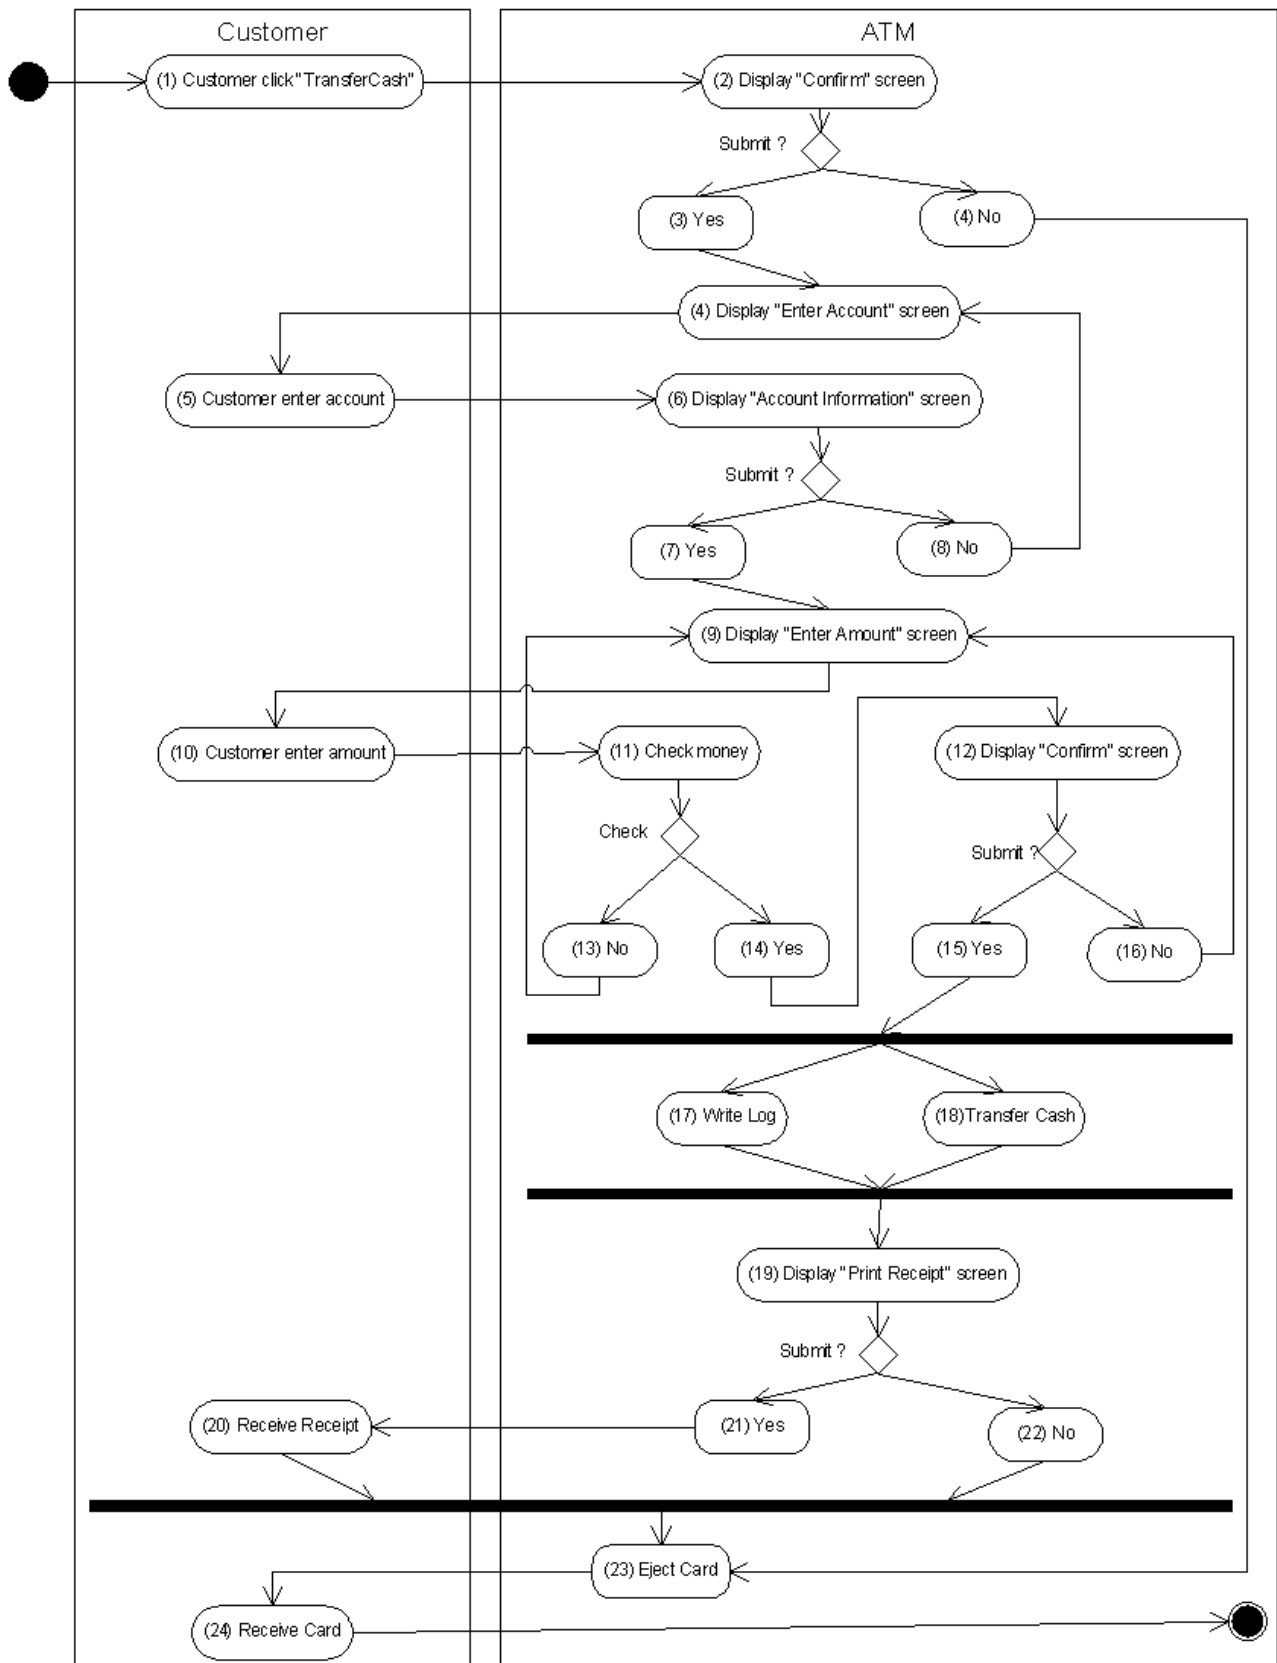 Customer
ATM
(1) Customer click"TransferCash"
(2) Display "Confirm" screen
Submit ?
(3) Yes
(4) No
(4) Display "Enter Account" screen
(5) Customer enter account
(6) Display "Account Information" screen
Submit ?
(7) Yes
(8) No
(9) Display "Enter Amount" screen
(10) Customer enter amount
(11) Check money
(12) Display "Confirm" screen
Check
Submit ?
(13) No
(14) Yes
(15) Yes
(16) No
(17) Write Log
(18)Transfer Cash
(19) Display "Print Receipt" screen
Submit ?
(20) Receive Receipt
(21) Yes
(22) No
(23) Eject Card
(24) Receive Card